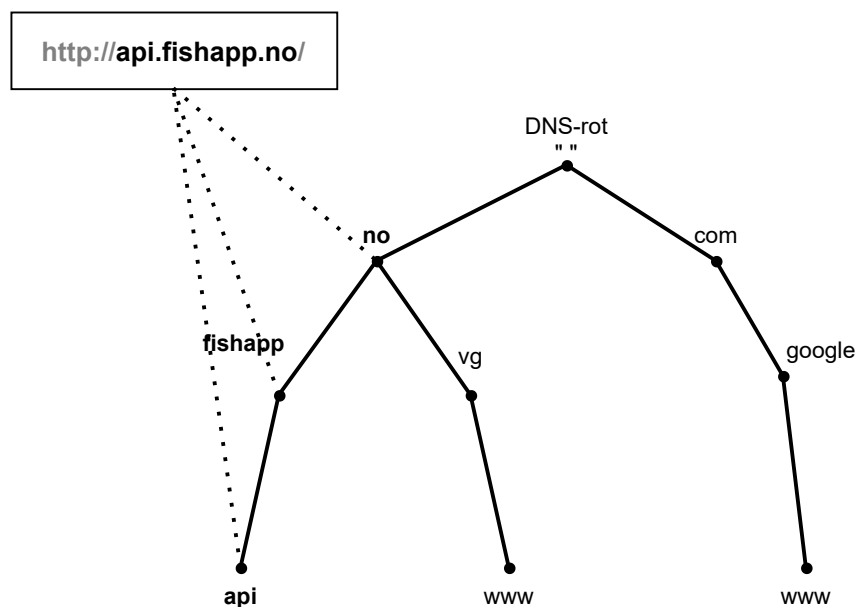 http://api.fishapp.no/
DNS-rot
" "
no
com
fishapp
vg
google
api
www
www